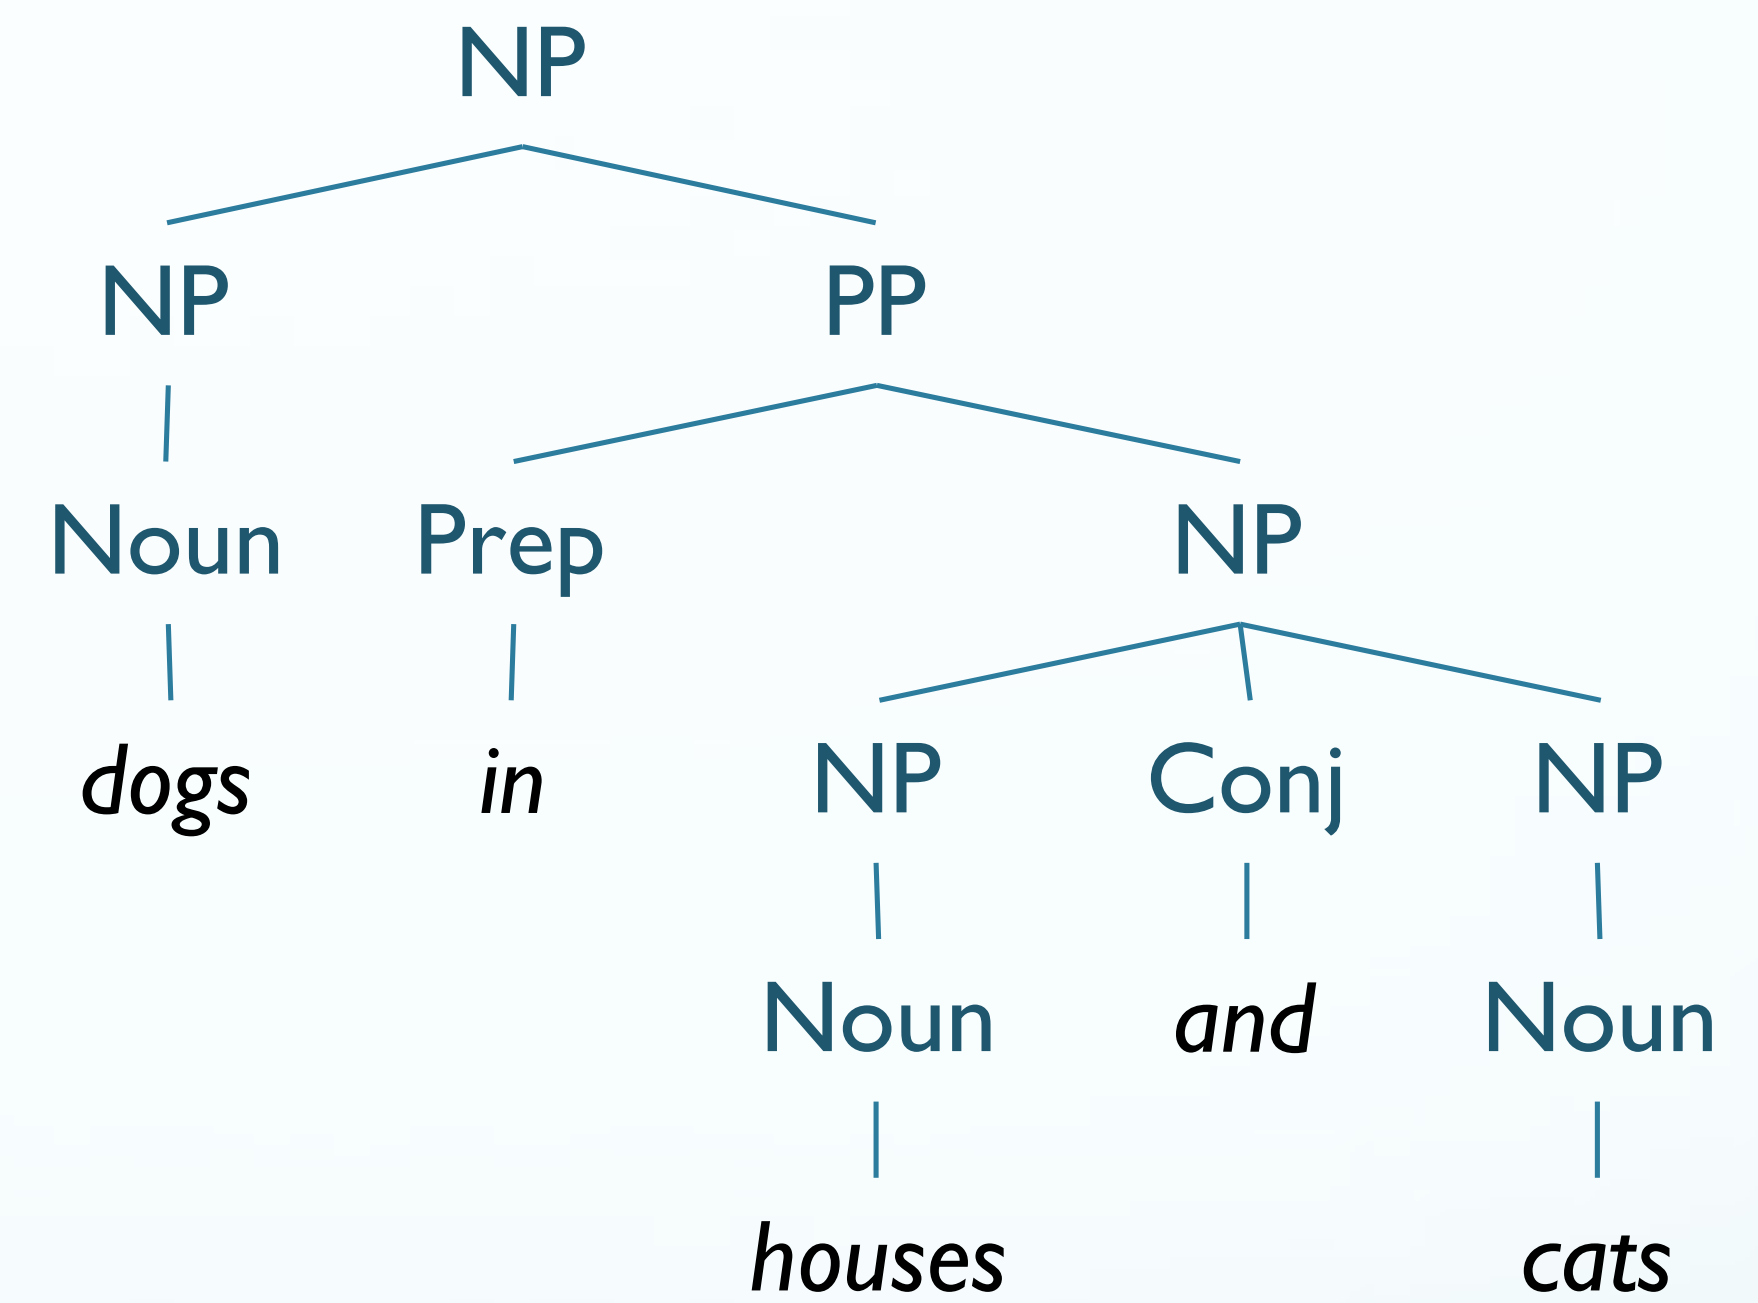 NP
NP PP
Noun Prep NP
dogs in NP Conj NP
Noun and Noun
houses cats